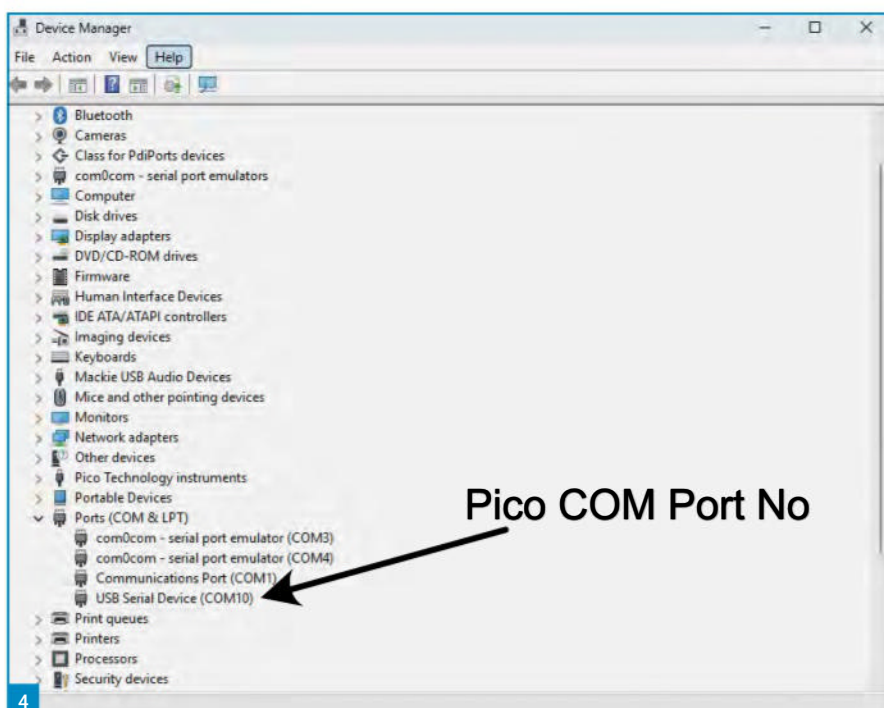 Device Manager
File Action View Help
Bluetooth
Cameras
Class for PdiPorts devices
com0com - serial port emulators
Computer
Disk drives
Display adapters
DVD/CD-ROM drives
Firmware
Human Interface Devices
IDE ATA/ATAPI controllers
Imaging devices
Keyboards
Mackie USB Audio Devices
Mice and other pointing devices
Monitors
Network adapters
Other devices
Pico Technology instruments
Portable Devices
Ports (COM & LPT)
com0com - serial port emulator (COM3)
com0com - serial port emulator (COM4)
Communications Port (COM1)
USB Serial Device (COM10)
Print queues
Printers
Processors
Security devices
Pico COM Port No
4